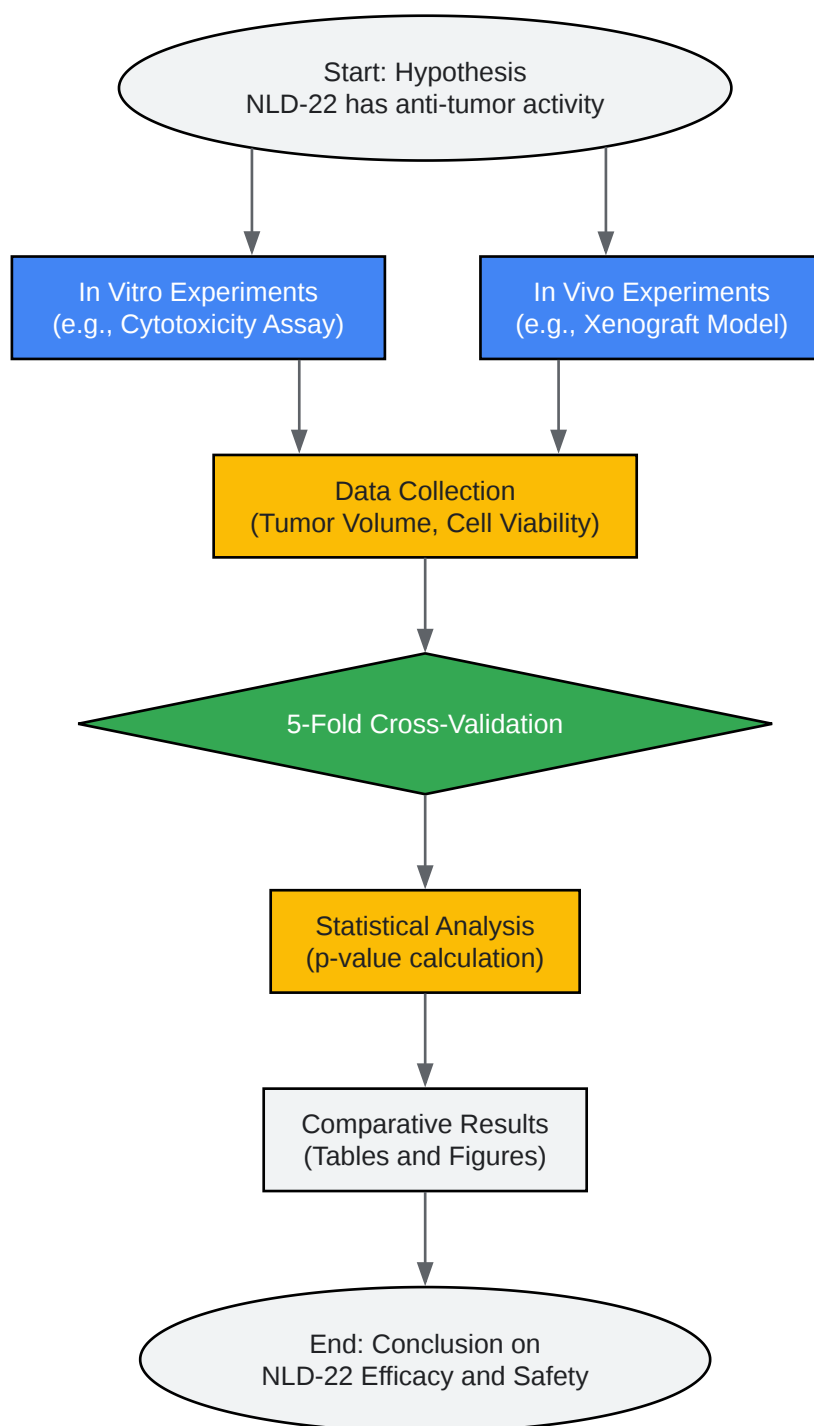 Start: Hypothesis
NLD-22 has anti-tumor activity
In Vitro Experiments
(e.g., Cytotoxicity Assay)
In Vivo Experiments
(e.g., Xenograft Model)
Data Collection
(Tumor Volume, Cell Viability)
5-Fold Cross-Validation
Statistical Analysis
(p-value calculation)
Comparative Results
(Tables and Figures)
End: Conclusion on
NLD-22 Efficacy and Safety